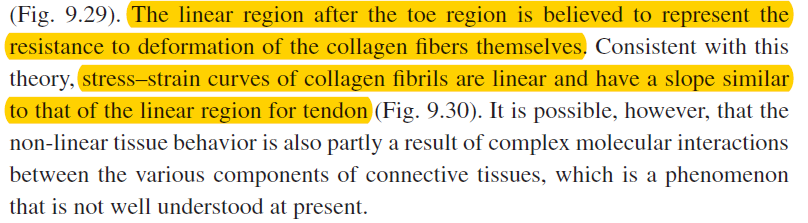 (Fig. 9.29). The linear region after the toe region is believed to represent the
resistance to deformation of the collagen fibers themselves. Consistent with this
theory, stress–strain curves of collagen fibrils are linear and have a slope similar
to that of the linear region for tendon (Fig. 9.30). It is possible, however, that the
non-linear tissue behavior is also partly a result of complex molecular interactions
between the various components of connective tissues, which is a phenomenon
that is not well understood at present.